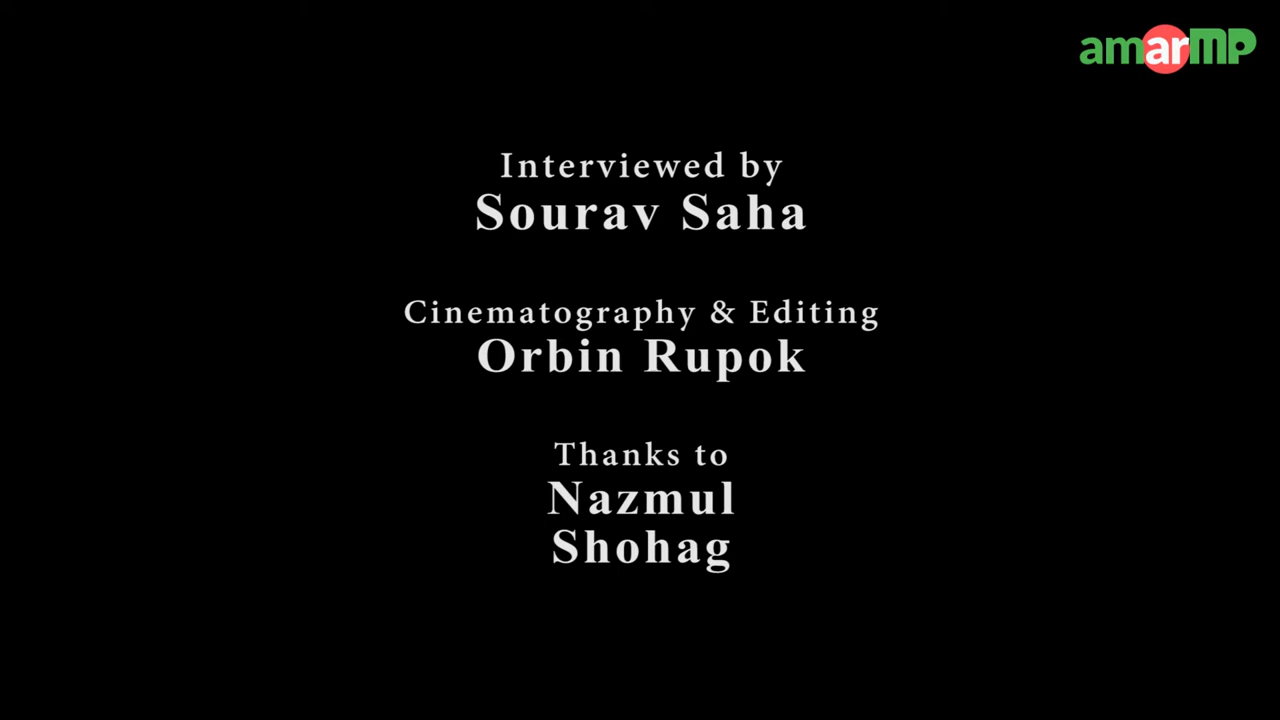 amarMP
Interviewed by
Sourav Saha
Cinematography & Editing
Orbin Rupok
Thanks to
Nazmul
Shohag